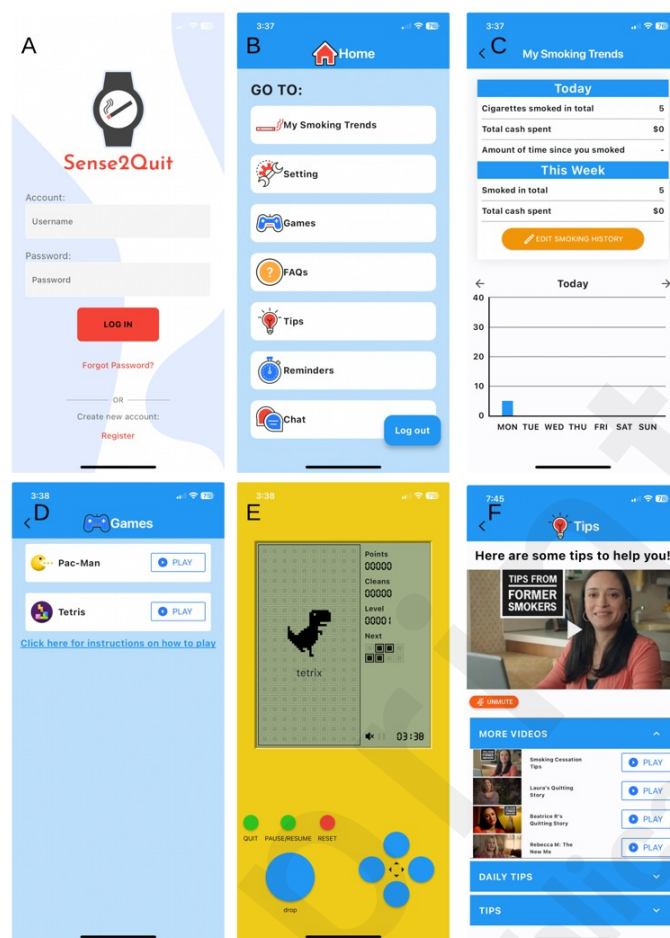 A
Sense2Quit
Account:
Username
Password:
Password
LOG IN
Forgot Password?
OR
Create new account:
Register
3:37
B
Home
GO TO:
My Smoking Trends
Setting
Games
FAQs
Tips
Reminders
Chat
Log out
3:37
C
My Smoking Trends
Today
Cigarettes smoked in total 5
Total cash spent $0
Amount of time since you smoked -
This Week
Smoked in total 5
Total cash spent $0
EDIT SMOKING HISTORY
Today
40
30
20
10
0
MON TUE WED THU FRI SAT SUN
3:38
D
Games
Pac-Man PLAY
Tetris PLAY
Click here for instructions on how to play
3:38
E
Points
00000
Cleans
00000
Level
00001
Next
tetrix
03:38
QUIT PAUSE/RESUME RESET
drop
7:45
F
Tips
Here are some tips to help you!
TIPS FROM
FORMER
SMOKERS
UNMUTE
MORE VIDEOS
Smoking Cessation
Tips
PLAY
Laura's Quitting
Story
PLAY
Beatrice R's
Quitting Story
PLAY
Rebecca M: The
New Me
PLAY
DAILY TIPS
TIPS